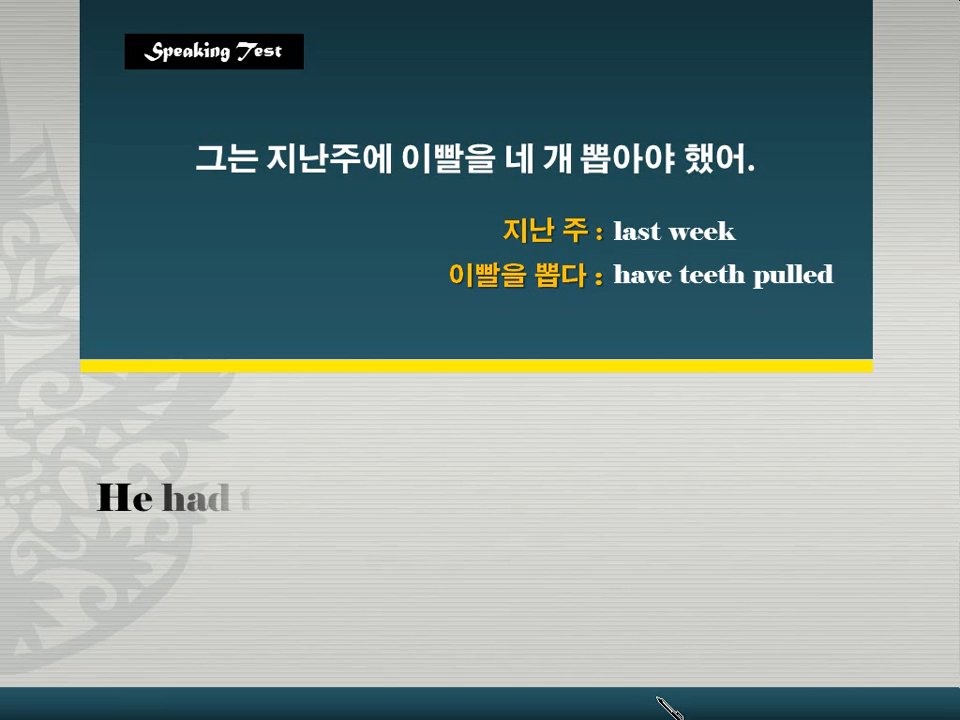 Speaking Test
그는 지난주에 이빨을 네 개 뽑아야 했어.
지난 주 : last week
이빨을 뽑다 : have teeth pulled
He had t